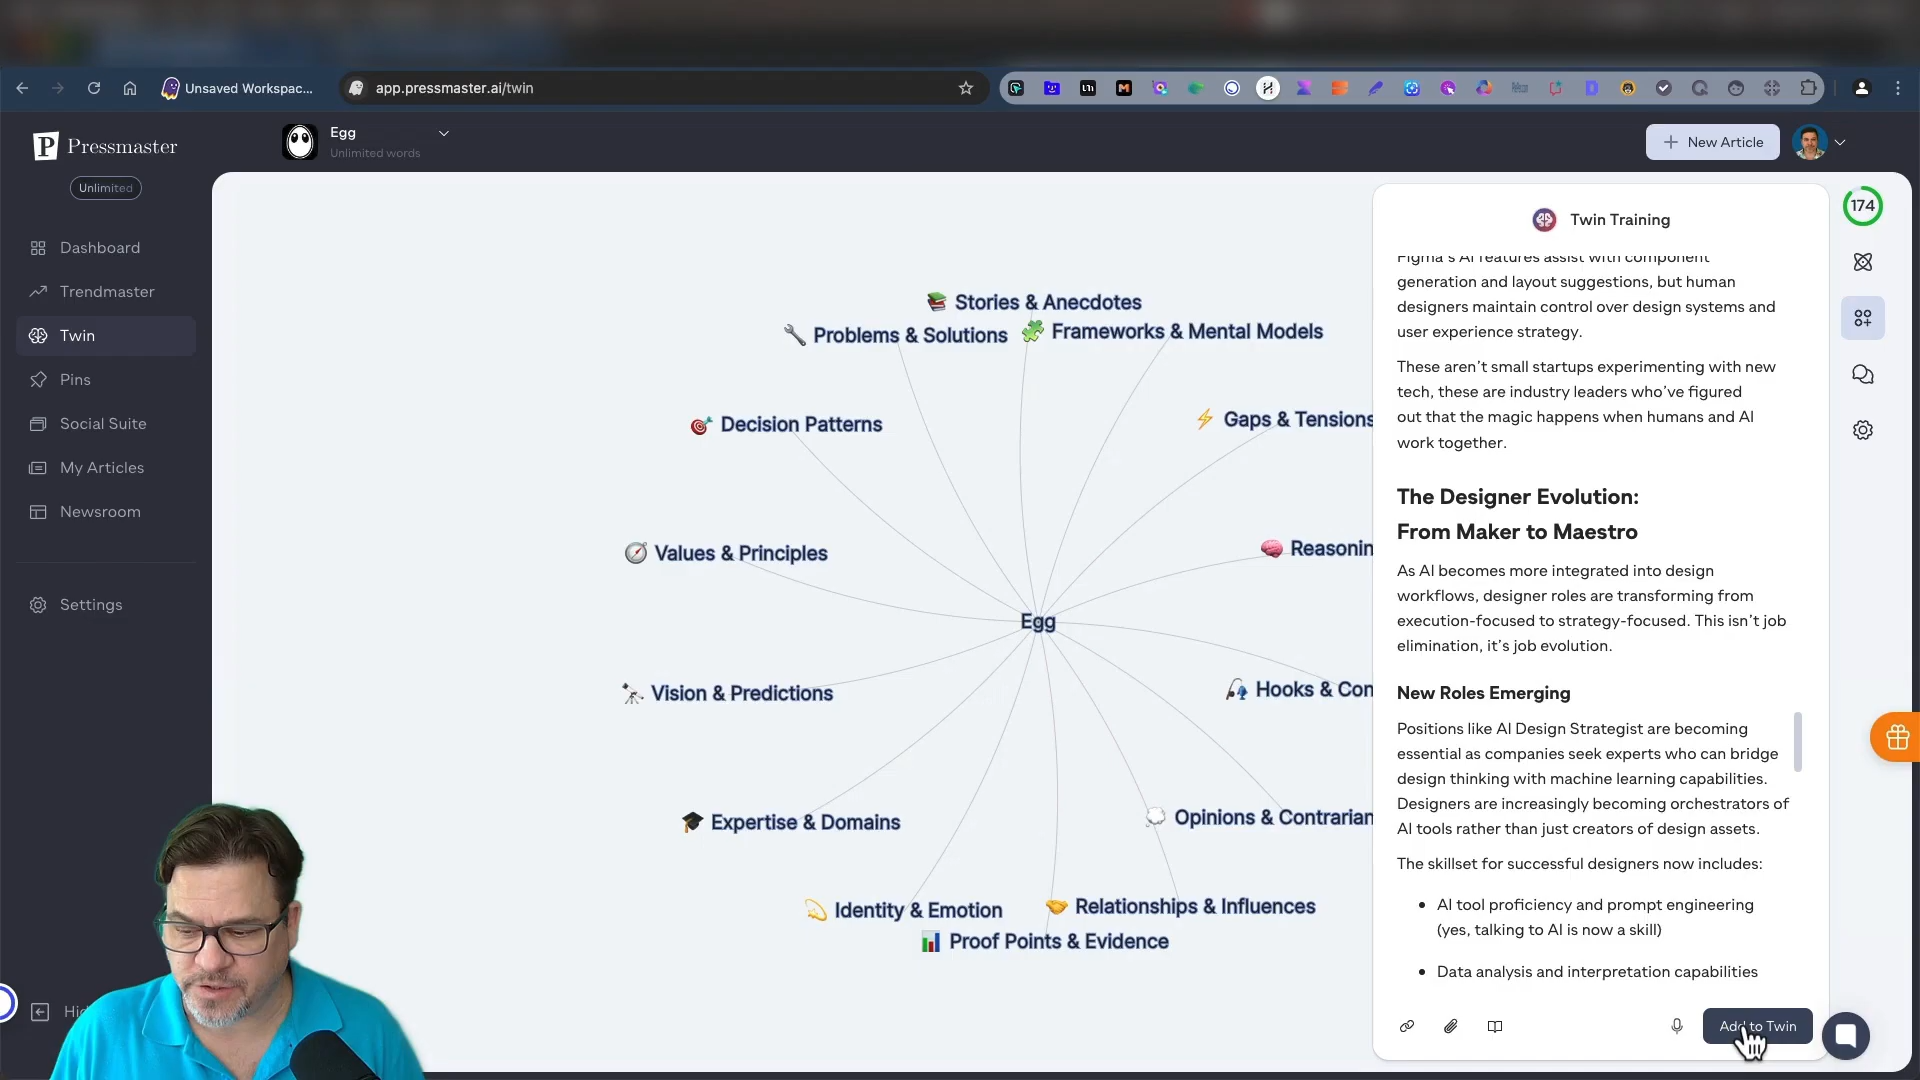 Unsaved Workspac...
app.pressmaster.ai/twin
P Pressmaster
Unlimited
Egg
Unlimited words
New Article
Dashboard
Trendmaster
Twin
Pins
Social Suite
My Articles
Newsroom
Settings
Stories & Anecdotes
Problems & Solutions
Frameworks & Mental Models
Decision Patterns
Gaps & Tensions
Values & Principles
Reasonin
Egg
Vision & Predictions
Hooks & Con
Expertise & Domains
Opinions & Contrarian
Identity & Emotion
Relationships & Influences
Proof Points & Evidence
Twin Training
174
Figma's AI features assist with component
generation and layout suggestions, but human
designers maintain control over design systems and
user experience strategy.
These aren't small startups experimenting with new
tech, these are industry leaders who've figured
out that the magic happens when humans and AI
work together.
The Designer Evolution:
From Maker to Maestro
As AI becomes more integrated into design
workflows, designer roles are transforming from
execution-focused to strategy-focused. This isn't job
elimination, it's job evolution.
New Roles Emerging
Positions like AI Design Strategist are becoming
essential as companies seek experts who can bridge
design thinking with machine learning capabilities.
Designers are increasingly becoming orchestrators of
AI tools rather than just creators of design assets.
The skillset for successful designers now includes:
• AI tool proficiency and prompt engineering
(yes, talking to AI is now a skill)
• Data analysis and interpretation capabilities
Add to Twin